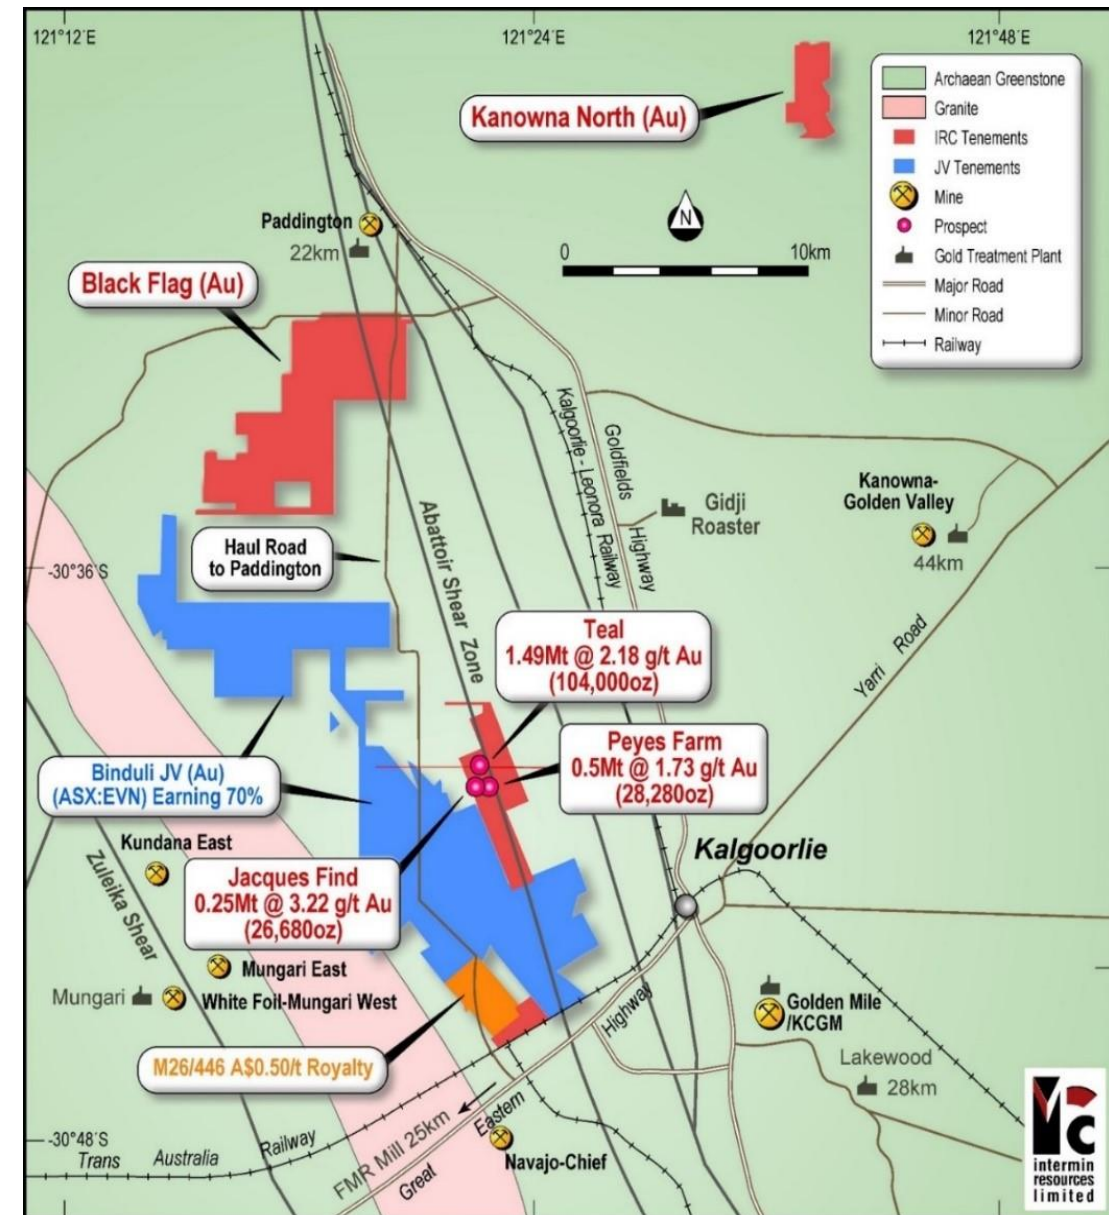 121°12´E
121°24´E
121°48´E
Kanowna North (Au)
Archaean Greenstone
Granite
IRC Tenements
JV Tenements
Mine
Prospect
Gold Treatment Plant
Major Road
Minor Road
Railway
N
0
10km
Paddington
22km
Black Flag (Au)
Kalgoorlie - Leonora Railway
Goldfields
Highway
Gidji
Roaster
Kanowna-
Golden Valley
44km
Haul Road
to Paddington
Abattoir Shear Zone
-30°36´S
Teal
1.49Mt @ 2.18 g/t Au
(104,000oz)
Yarri Road
Peyes Farm
0.5Mt @ 1.73 g/t Au
(28,280oz)
Binduli JV (Au)
(ASX:EVN) Earning 70%
Kundana East
Zuleika Shear
Kalgoorlie
Jacques Find
0.25Mt @ 3.22 g/t Au
(26,680oz)
Mungari East
Mungari
White Foil-Mungari West
Golden Mile
/KCGM
M26/446 A$0.50/t Royalty
Lakewood
28km
-30°48´S
Trans Australia Railway
FMR Mill 25km
Great Eastern Highway
Navajo-Chief
intermin
resources
limited